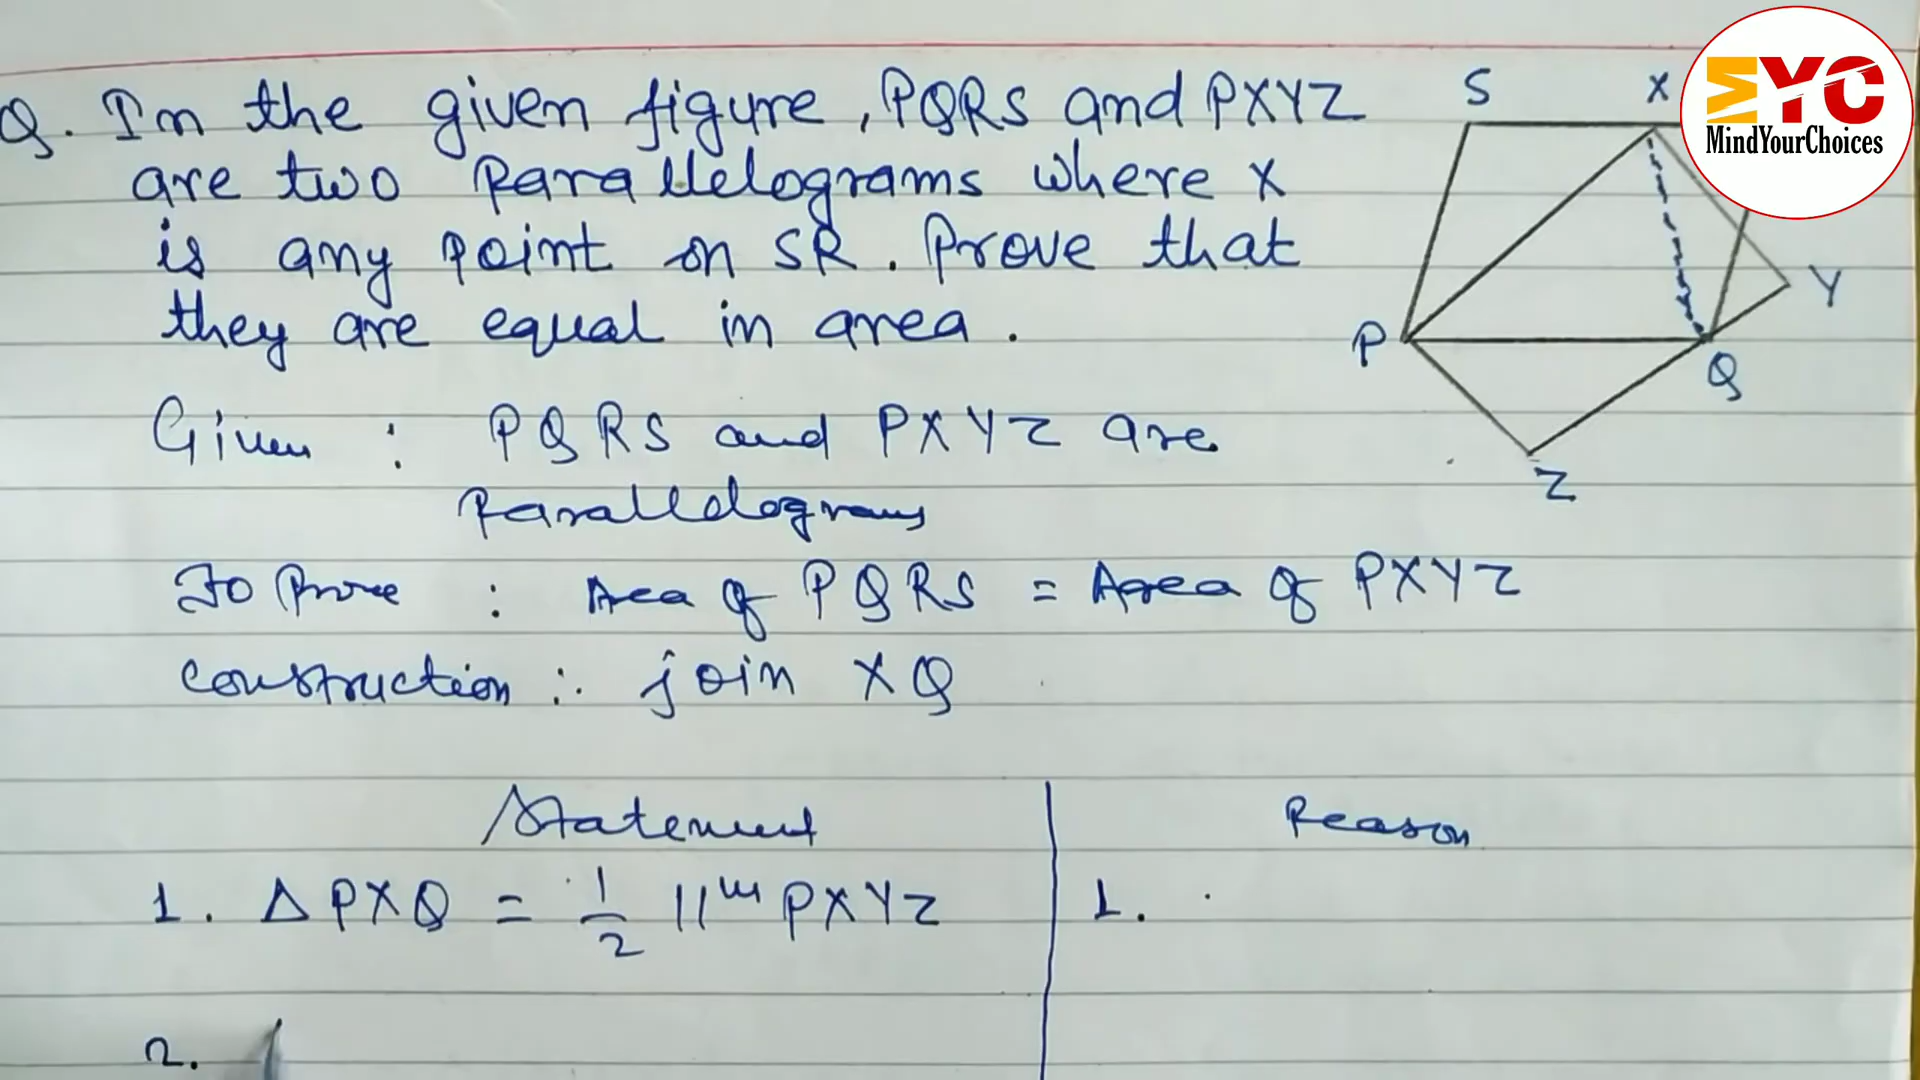 Q. In the given figure, PQRS and PXYZ
are two parallelograms where X
is any point on SR. Prove that
they are equal in area.
S
X
MYC
MindYourChoices
Y
P
Q
Z
Given : PQRS and PXYZ are
parallelograms
To Prove : Area of PQRS = Area of PXYZ
construction :. join XQ
Statement
Reason
1. Δ PXQ = 1/2 ||ᵐ PXYZ
1.
2.